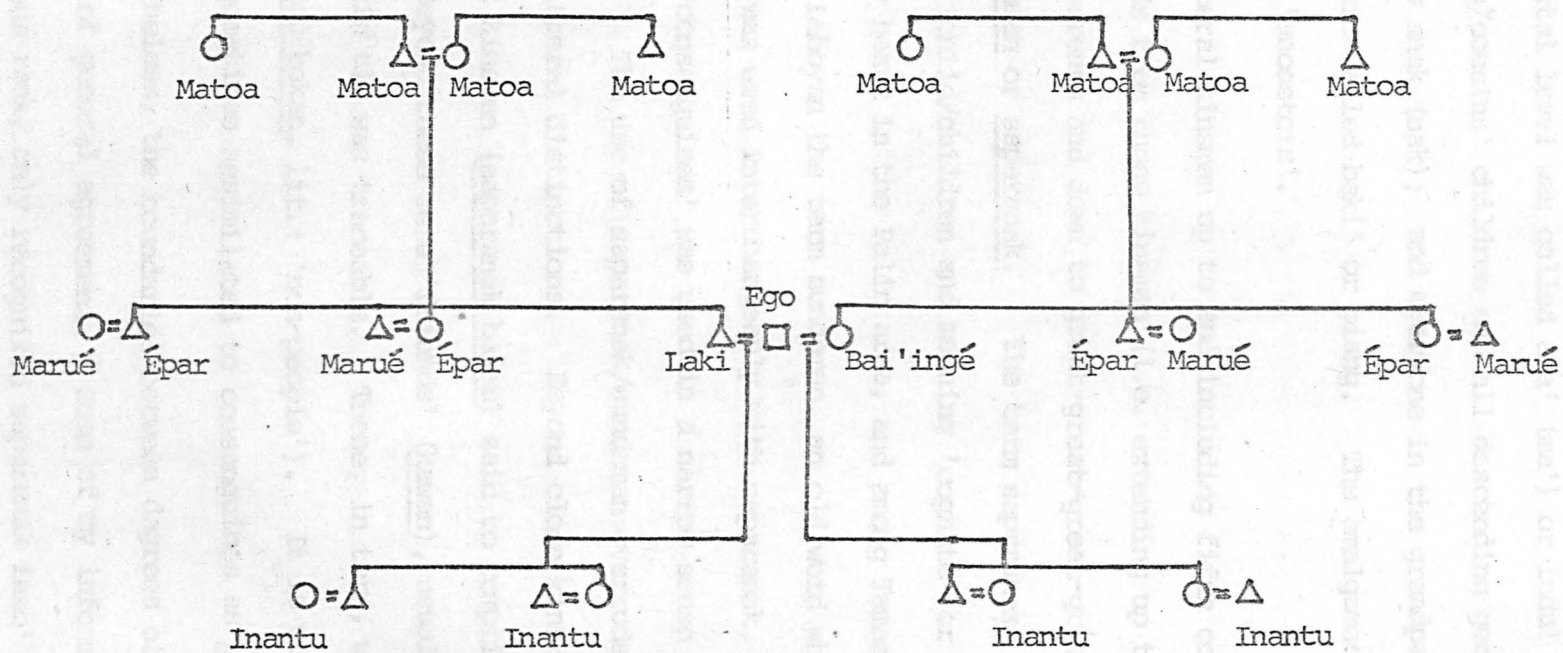 Matoa Matoa Matoa Matoa Matoa Matoa Matoa Matoa
Ego
Marué Épar Marué Épar Laki Bai'ingé Épar Marué Épar Marué
Inantu Inantu Inantu Inantu